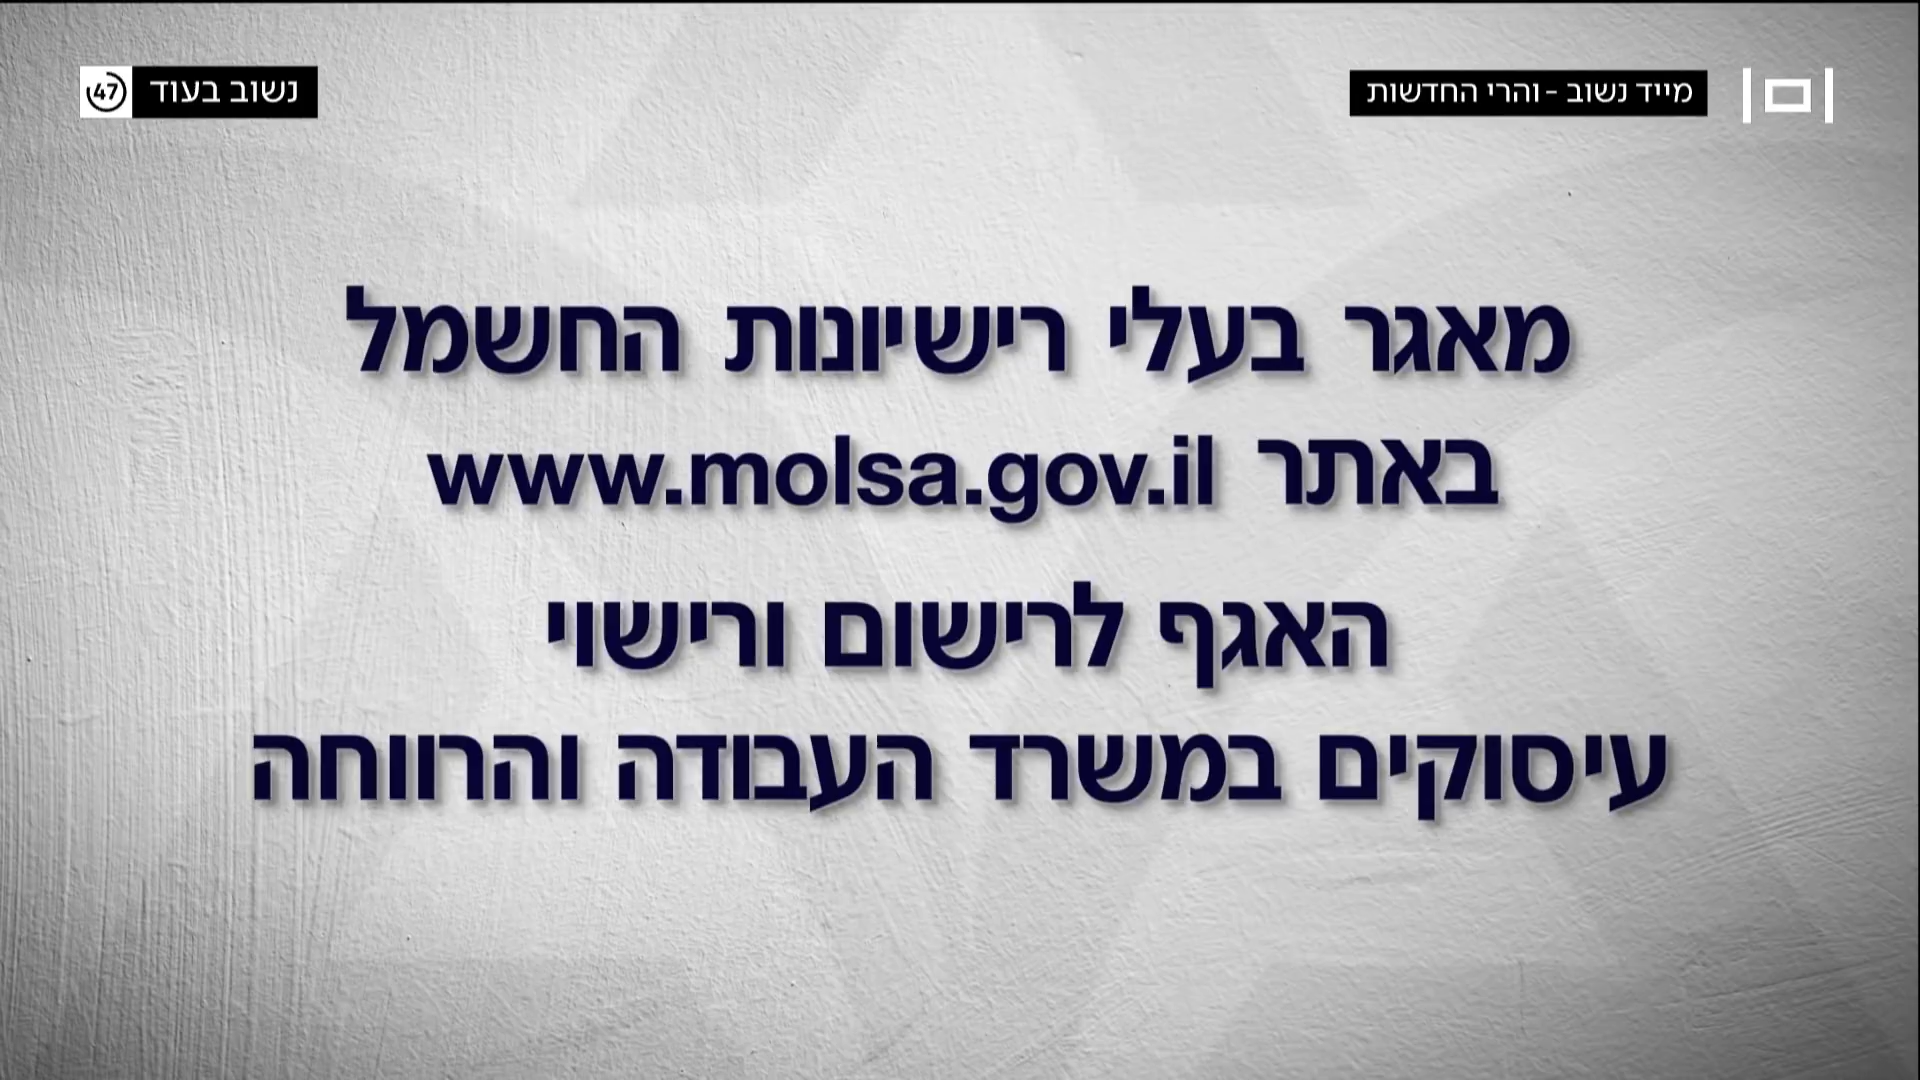 מייד נשוב - והרי החדשות
נשוב בעוד 47
מאגר בעלי רישיונות החשמל
באתר www.molsa.gov.il
האגף לרישום ורישוי
עיסוקים במשרד העבודה והרווחה